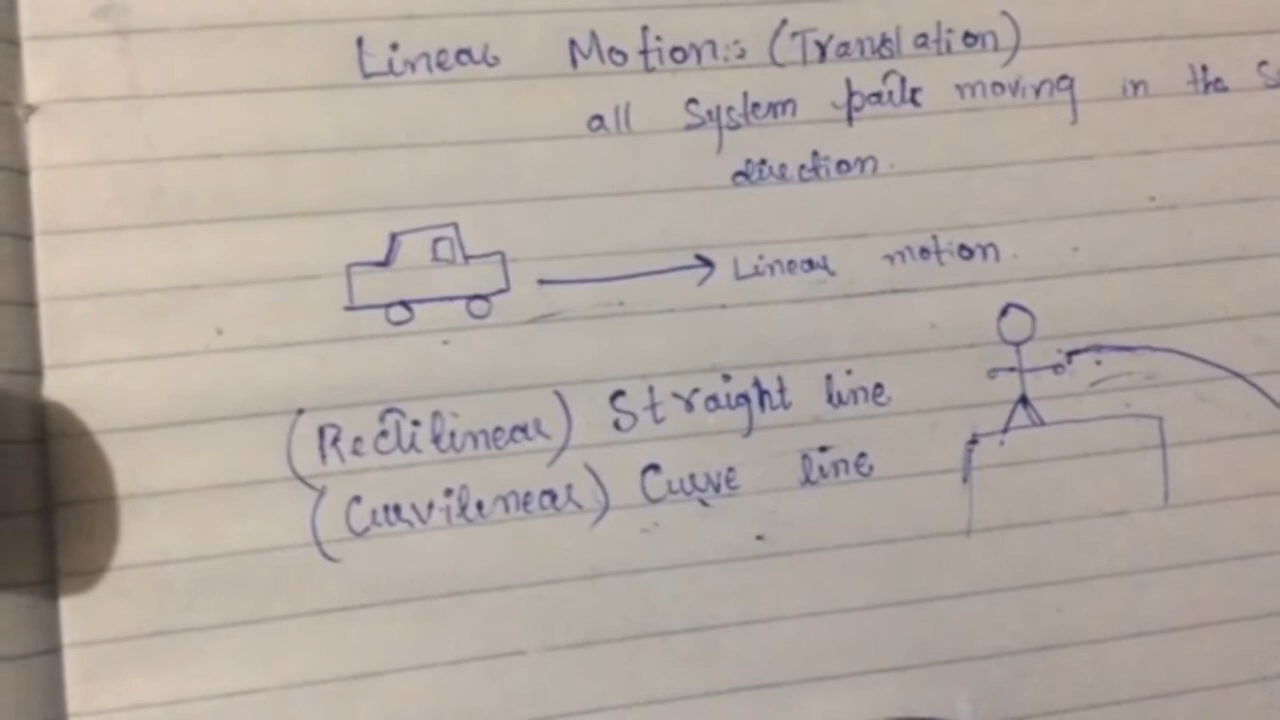 Linear Motion:: (Translation)
all System parts moving in the
direction.
Linear motion.
(Rectilinear) Straight line
(Curvilinear) Curve line